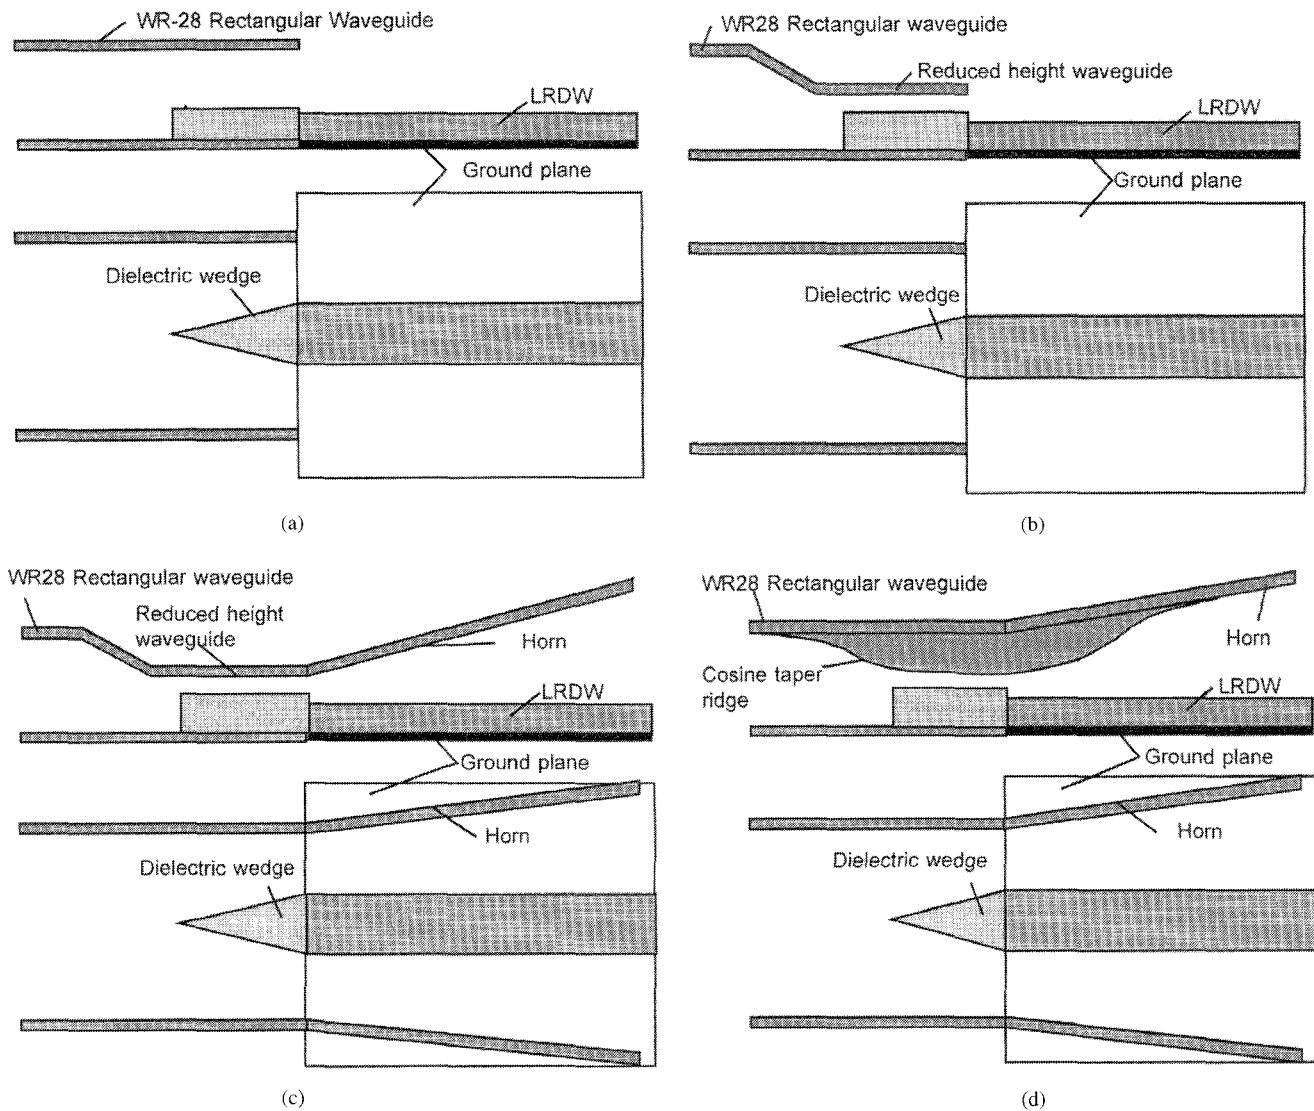 WR-28 Rectangular Waveguide
LRDW
Ground plane
Dielectric wedge
(a)
WR28 Rectangular waveguide
Reduced height waveguide
LRDW
Ground plane
Dielectric wedge
(b)
WR28 Rectangular waveguide
Reduced height
waveguide
Horn
LRDW
Ground plane
Horn
Dielectric wedge
(c)
WR28 Rectangular waveguide
Horn
Cosine taper
ridge
LRDW
Ground plane
Horn
Dielectric wedge
(d)